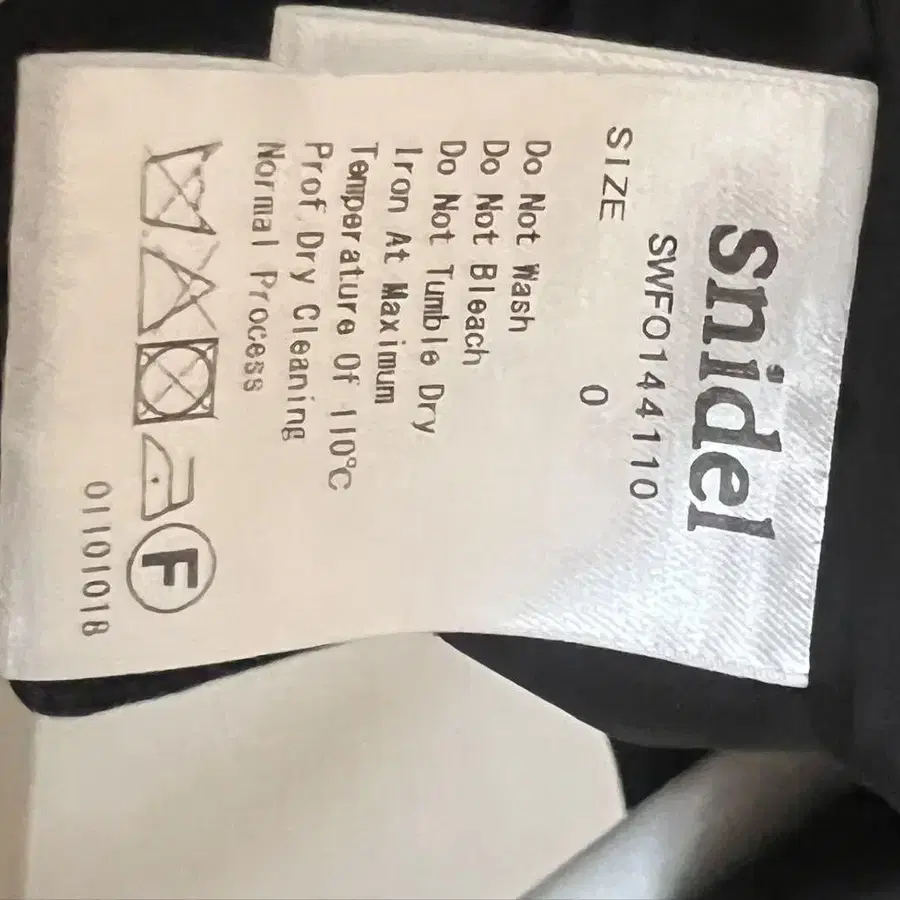 snidel
SWFO144110
SIZE 0
Do Not Wash
Do Not Bleach
Do Not Tumble Dry
Iron At Maximum
Temperature Of 110℃
Prof Dry Cleaning
Normal Process
F
0110101B